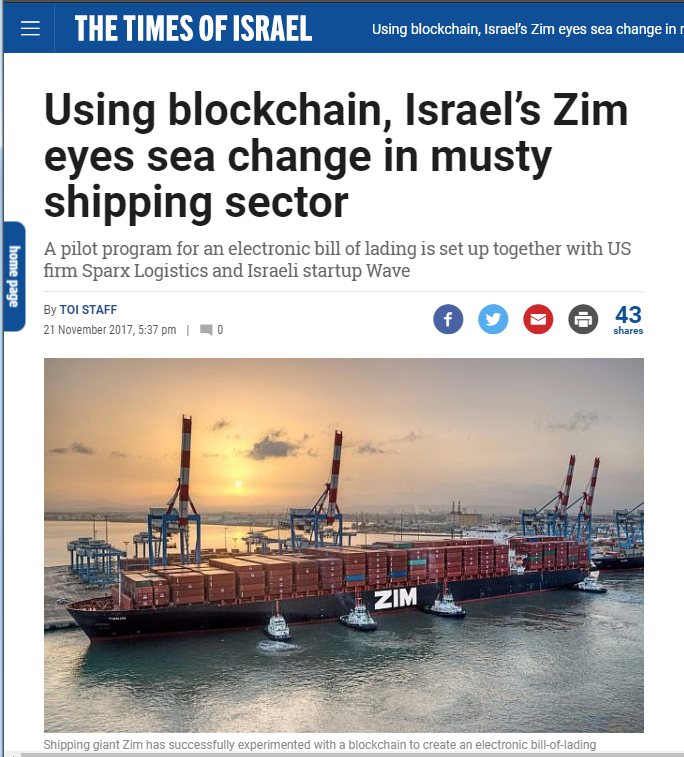 THE TIMES OF ISRAEL
Using blockchain, Israel's Zim eyes sea change in r
Using blockchain, Israel's Zim
eyes sea change in musty
shipping sector
A pilot program for an electronic bill of lading is set up together with US
firm Sparx Logistics and Israeli startup Wave
home page
By TOI STAFF
21 November 2017, 5:37 pm | 0
43
shares
ZIM
Shipping giant Zim has successfully experimented with a blockchain to create an electronic bill-of-lading